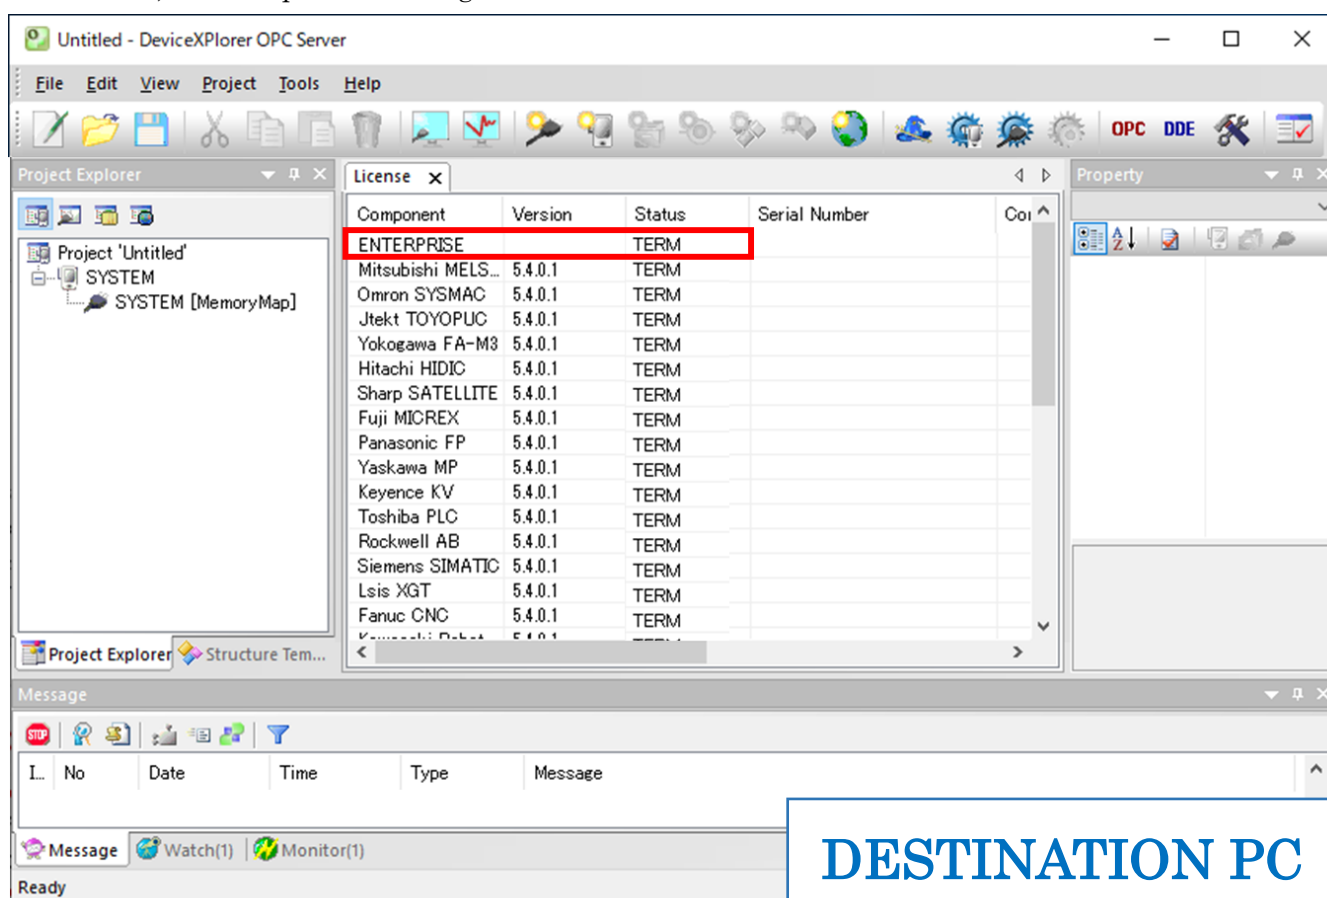 Untitled - DeviceXPlorer OPC Server
File Edit View Project Tools Help
OPC DDE
Project Explorer
License
Property
Component Version Status Serial Number
ENTERPRISE TERM
Project 'Untitled'
Mitsubishi MELS... 5.4.0.1 TERM
SYSTEM
Omron SYSMAC 5.4.0.1 TERM
SYSTEM [MemoryMap]
Jtekt TOYOPUC 5.4.0.1 TERM
Yokogawa FA-M3 5.4.0.1 TERM
Hitachi HIDIC 5.4.0.1 TERM
Sharp SATELLITE 5.4.0.1 TERM
Fuji MICREX 5.4.0.1 TERM
Panasonic FP 5.4.0.1 TERM
Yaskawa MP 5.4.0.1 TERM
Keyence KV 5.4.0.1 TERM
Toshiba PLC 5.4.0.1 TERM
Rockwell AB 5.4.0.1 TERM
Siemens SIMATIC 5.4.0.1 TERM
Lsis XGT 5.4.0.1 TERM
Fanuc CNC 5.4.0.1 TERM
Project Explorer Structure Tem...
Message
STOP
I... No Date Time Type Message
Message Watch(1) Monitor(1)
Ready
DESTINATION PC